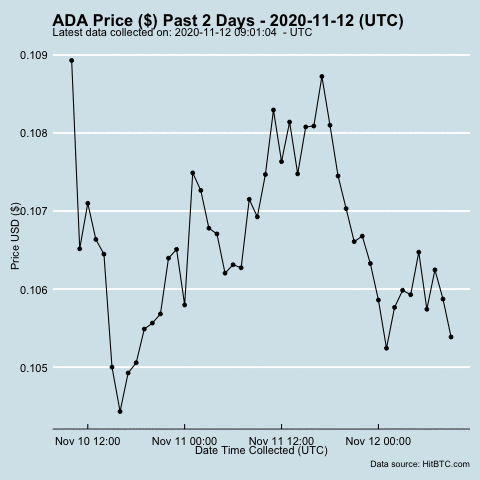 ADA Price ($) Past 2 Days - 2020-11-12 (UTC)
Latest data collected on: 2020-11-12 09:01:04  - UTC
0.109
0.108
0.107
0.106
0.105
Price USD ($)
Nov 10 12:00
Nov 11 00:00
Nov 11 12:00
Nov 12 00:00
Date Time Collected (UTC)
Data source: HitBTC.com